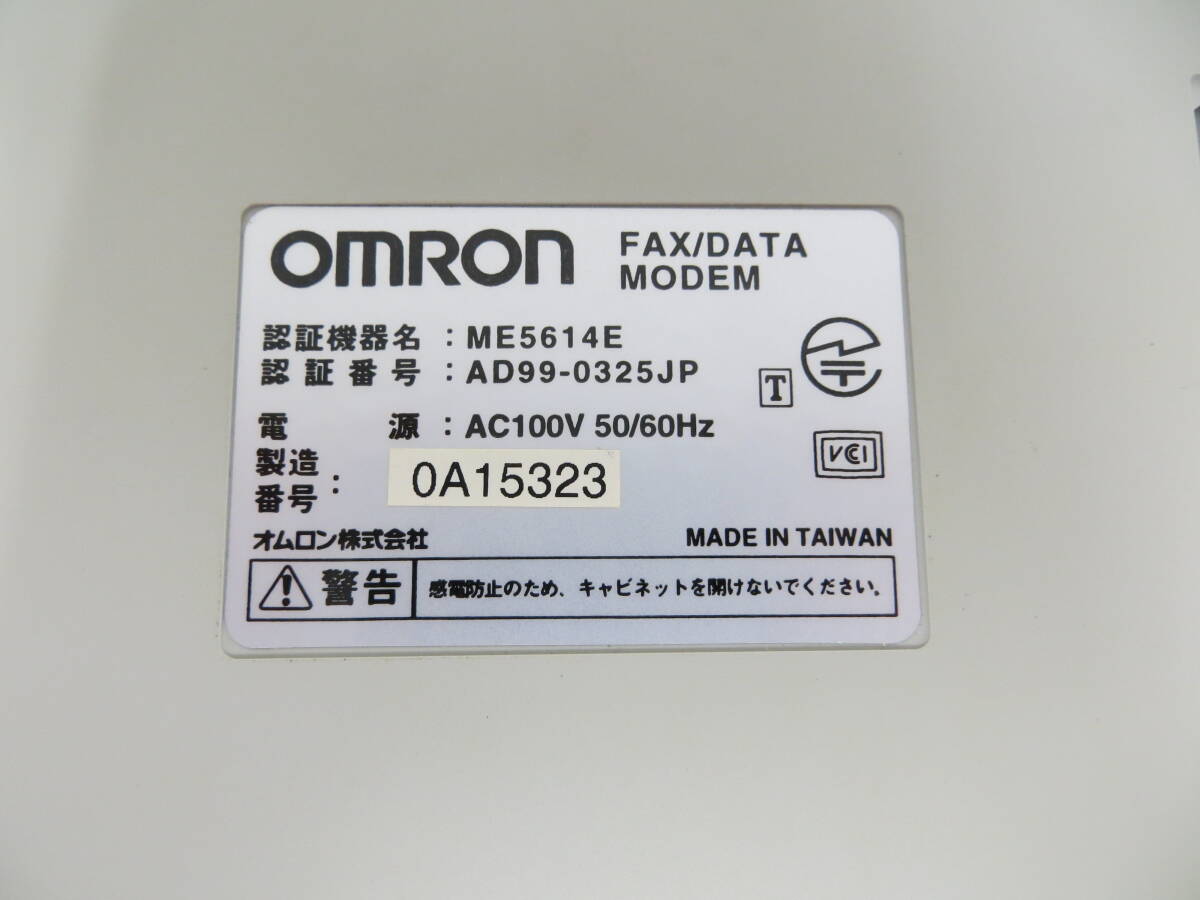 OMRON FAX/DATA
MODEM
認証機器名 : ME5614E
認証番号 : AD99-0325JP
T
電源 : AC100V 50/60Hz
VCCI
製造
番号 : 0A15323
オムロン株式会社 MADE IN TAIWAN
警告 感電防止のため、キャビネットを開けないでください。